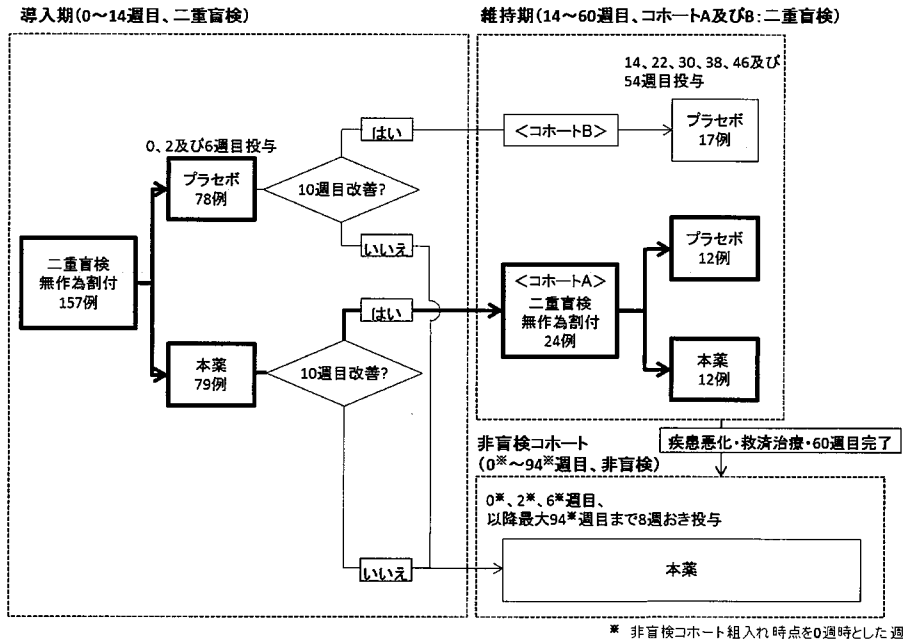 導入期(0～14週目、二重盲検)
維持期(14～60週目、コホートA及びB:二重盲検)
14、22、30、38、46及び
54週目投与
はい
<コホートB>
プラセボ
17例
0、2及び6週目投与
プラセボ
78例
10週目改善?
いいえ
プラセボ
12例
二重盲検
無作為割付
157例
はい
<コホートA>
二重盲検
無作為割付
24例
本薬
79例
10週目改善?
本薬
12例
疾患悪化・救済治療・60週目完了
非盲検コホート
(0※～94※週目、非盲検)
0※、2※、6※週目、
以降最大94※週目まで8週おき投与
いいえ
本薬
※ 非盲検コホート組入れ時点を0週時とした週